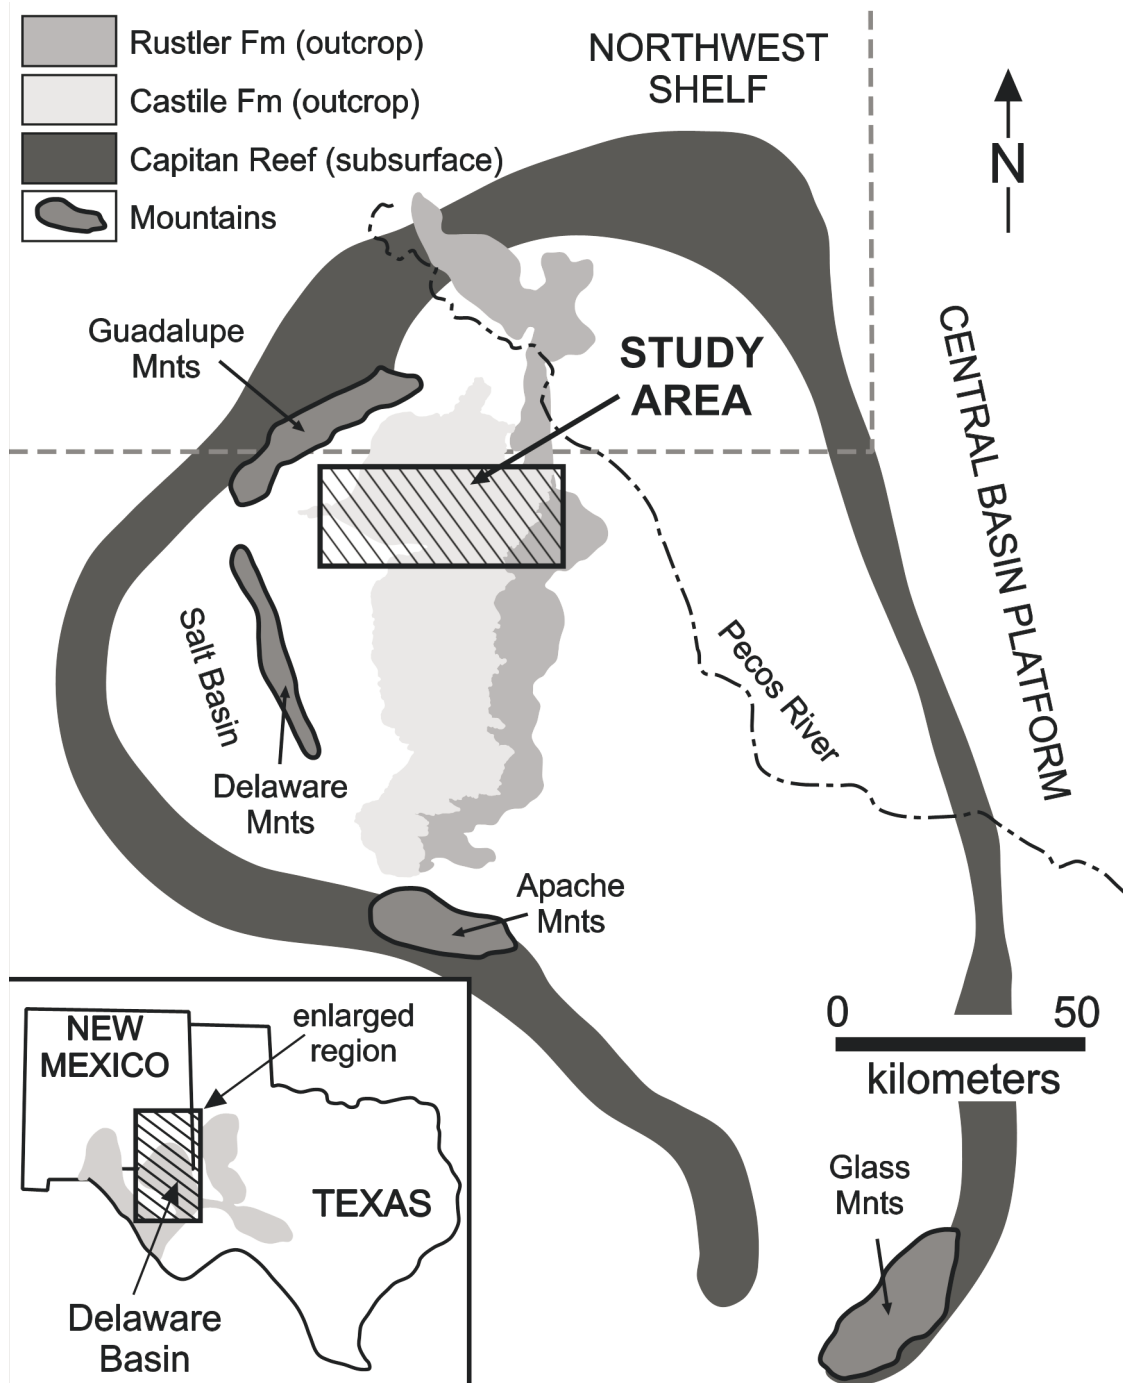 Rustler Fm (outcrop)
Castile Fm (outcrop)
Capitan Reef (subsurface)
Mountains
NORTHWEST
SHELF
N
Guadalupe
Mnts
STUDY
AREA
CENTRAL BASIN PLATFORM
Salt Basin
Pecos River
Delaware
Mnts
Apache
Mnts
0 50
kilometers
Glass
Mnts
NEW
MEXICO
enlarged
region
TEXAS
Delaware
Basin